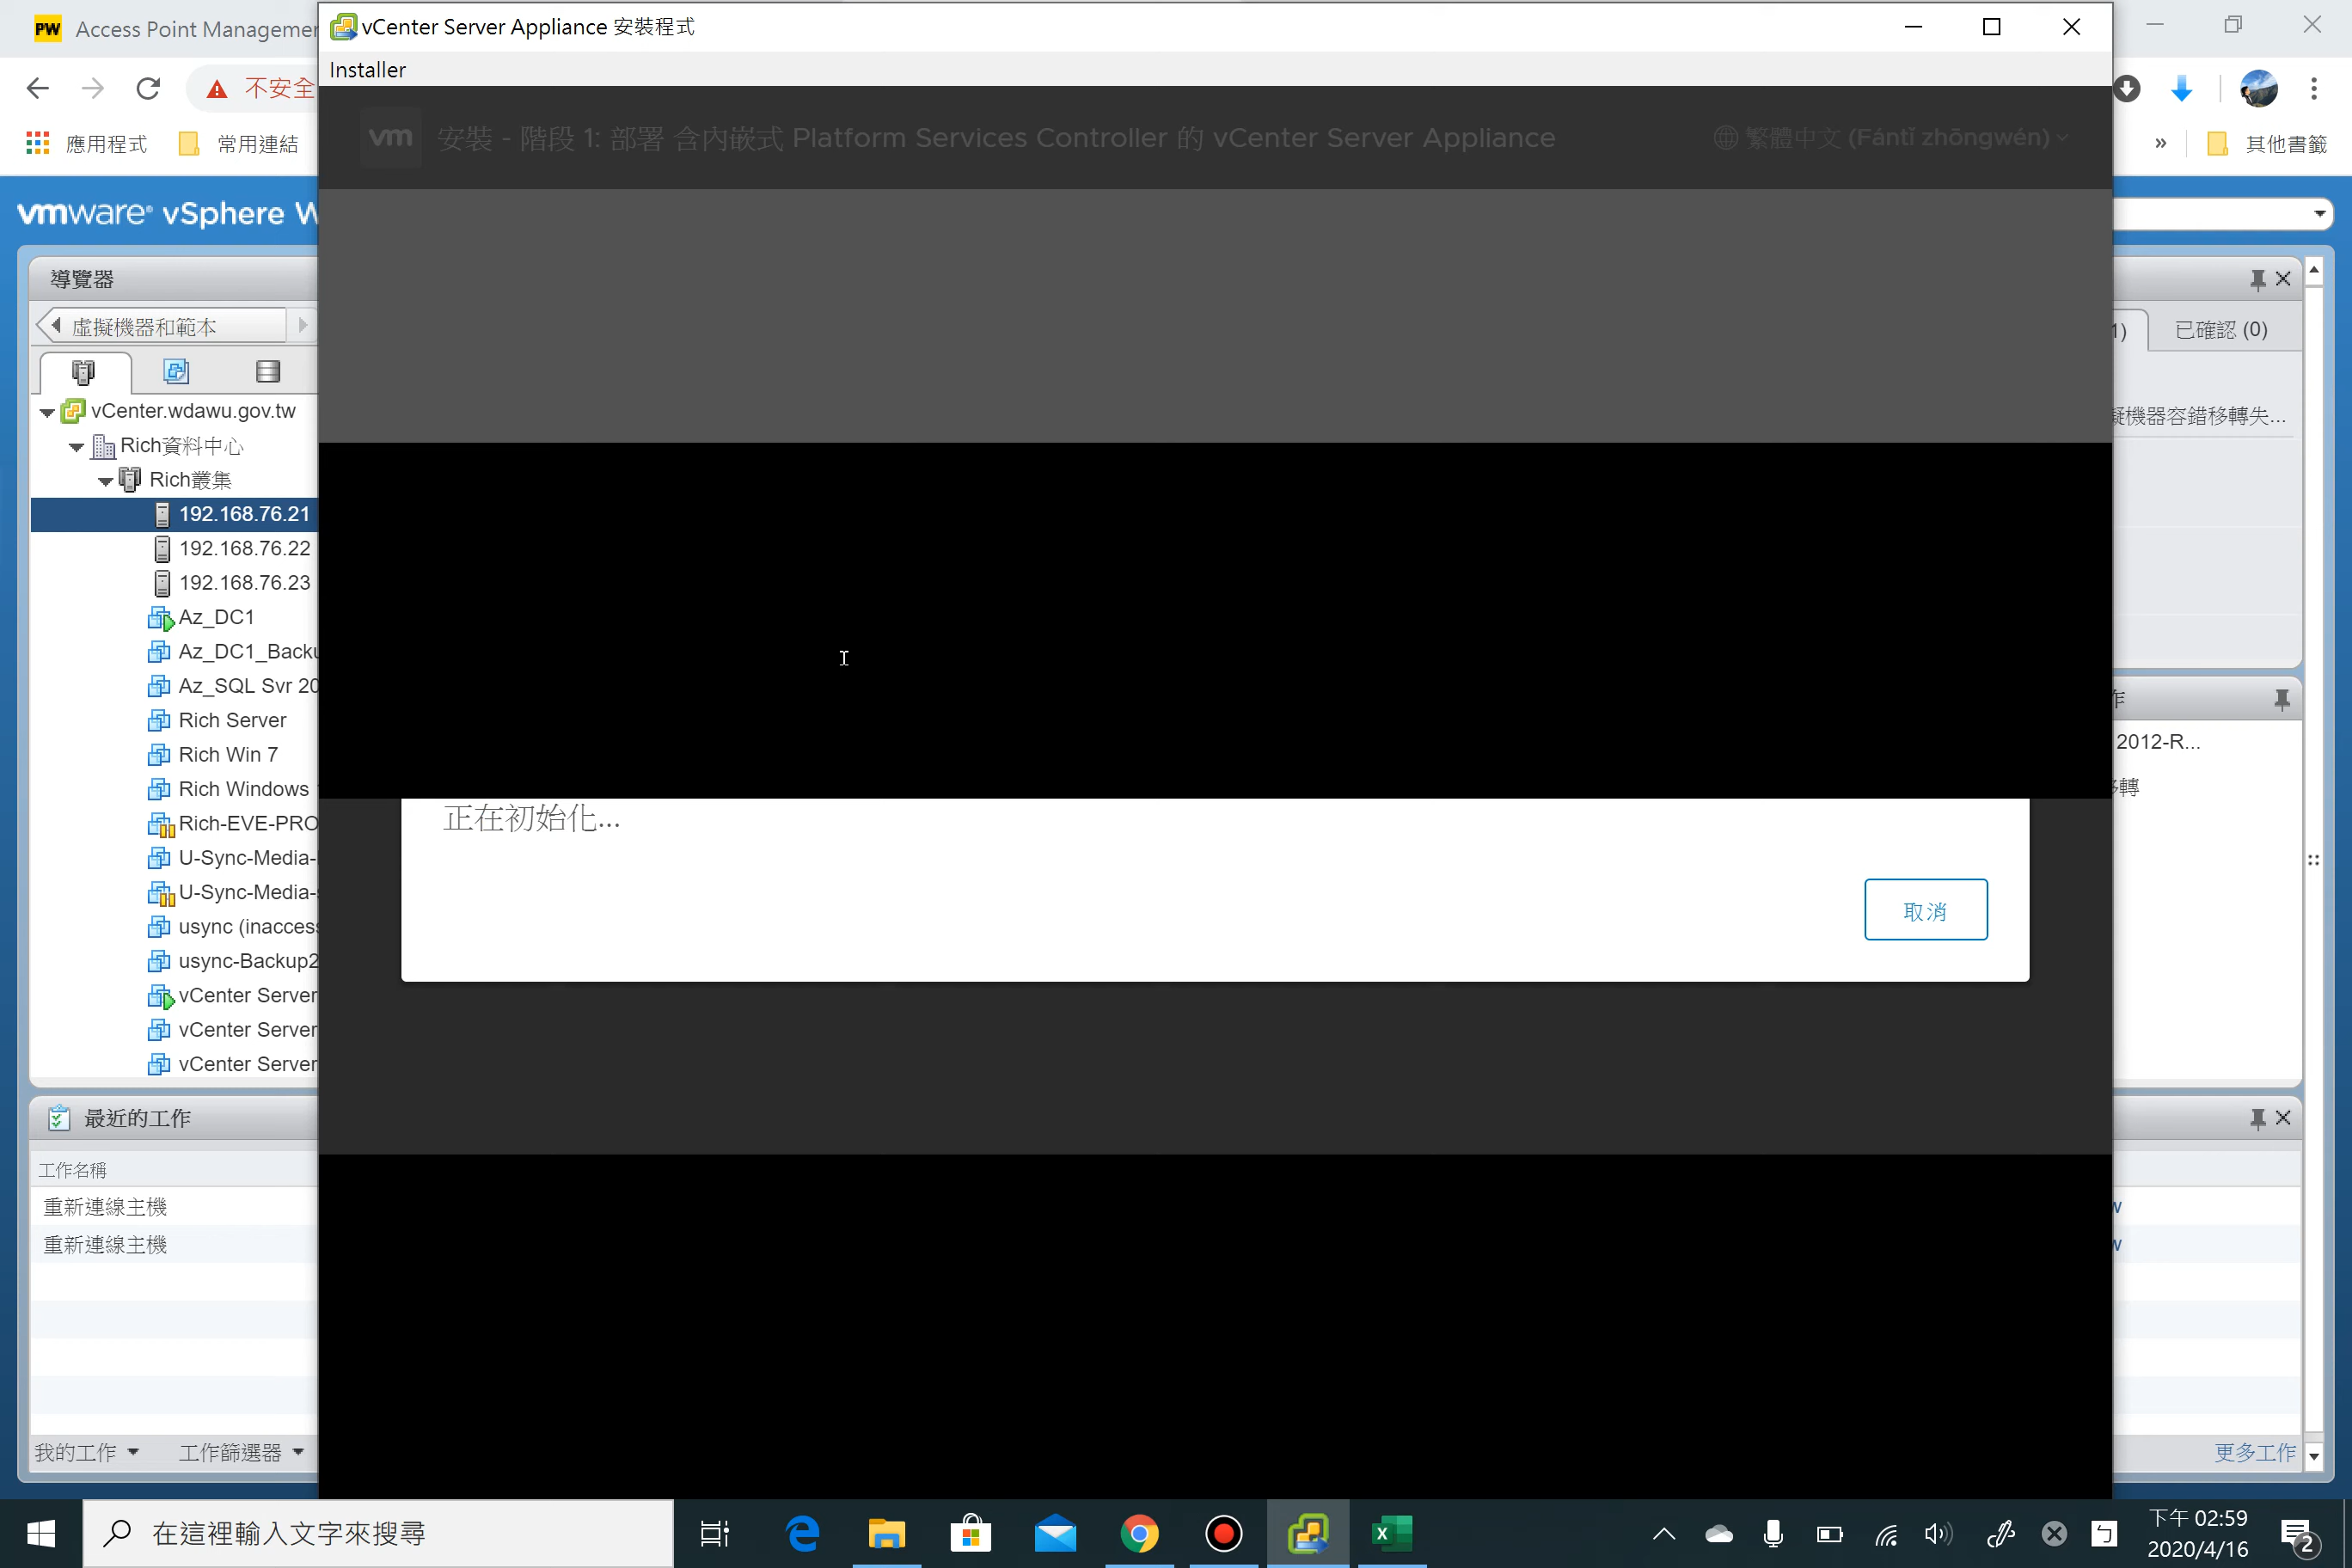 PW Access Point Managemen
vCenter Server Appliance 安裝程式
Installer
不安全
應用程式
常用連結
其他書籤
vm
安裝 - 階段 1: 部署 含內嵌式 Platform Services Controller 的 vCenter Server Appliance
繁體中文 (Fántǐ zhōngwén)
vmware® vSphere W
導覽器
虛擬機器和範本
1)
已確認 (0)
vCenter.wdawu.gov.tw
擬機器容錯移轉失...
Rich資料中心
Rich叢集
192.168.76.21
192.168.76.22
192.168.76.23
Az_DC1
Az_DC1_Backu
Az_SQL Svr 20
作
Rich Server
2012-R...
Rich Win 7
Rich Windows
移轉
Rich-EVE-PRO
正在初始化...
U-Sync-Media-
U-Sync-Media-
取消
usync (inaccess
usync-Backup2
vCenter Server
vCenter Server
vCenter Server
最近的工作
工作名稱
重新連線主機
w
重新連線主機
w
我的工作
工作篩選器
更多工作
在這裡輸入文字來搜尋
ㄅ
下午 02:59
2020/4/16
2